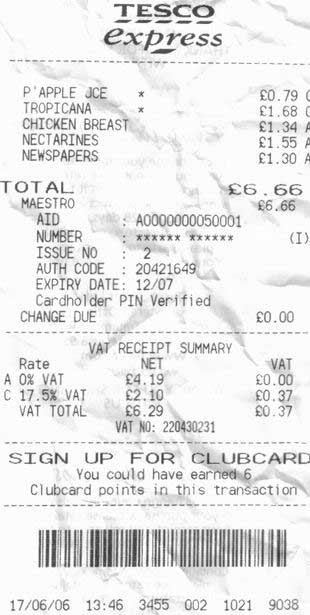 TESCO
express
P'APPLE JCE * £0.79 C
TROPICANA * £1.68 C
CHICKEN BREAST £1.34 A
NECTARINES £1.55 A
NEWSPAPERS £1.30 A
TOTAL £6.66
MAESTRO £6.66
AID : A0000000050001
NUMBER : ****** ****** (I)
ISSUE NO : 2
AUTH CODE : 20421649
EXPIRY DATE: 12/07
Cardholder PIN Verified
CHANGE DUE £0.00
VAT RECEIPT SUMMARY
Rate NET VAT
A 0% VAT £4.19 £0.00
C 17.5% VAT £2.10 £0.37
VAT TOTAL £6.29 £0.37
VAT NO: 220430231
SIGN UP FOR CLUBCARD
You could have earned 6
Clubcard points in this transaction
17/06/06 13:46 3455 002 1021 9038